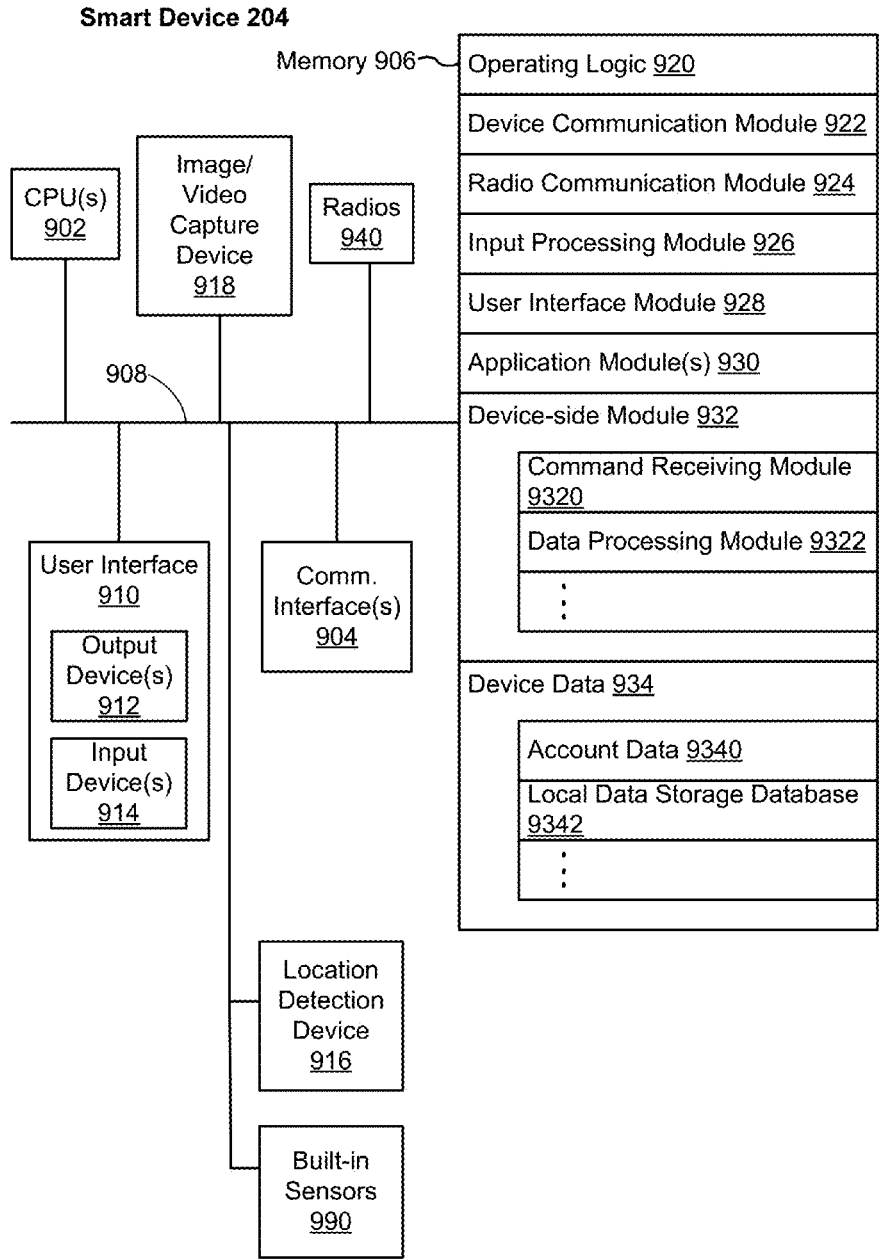 Smart Device 204
Memory 906
Operating Logic 920
Device Communication Module 922
Radio Communication Module 924
Input Processing Module 926
User Interface Module 928
Application Module(s) 930
Device-side Module 932
Command Receiving Module
9320
Data Processing Module 9322
Device Data 934
Account Data 9340
Local Data Storage Database
9342
CPU(s)
902
Image/
Video
Capture
Device
918
Radios
940
908
User Interface
910
Output
Device(s)
912
Input
Device(s)
914
Comm.
Interface(s)
904
Location
Detection
Device
916
Built-in
Sensors
990